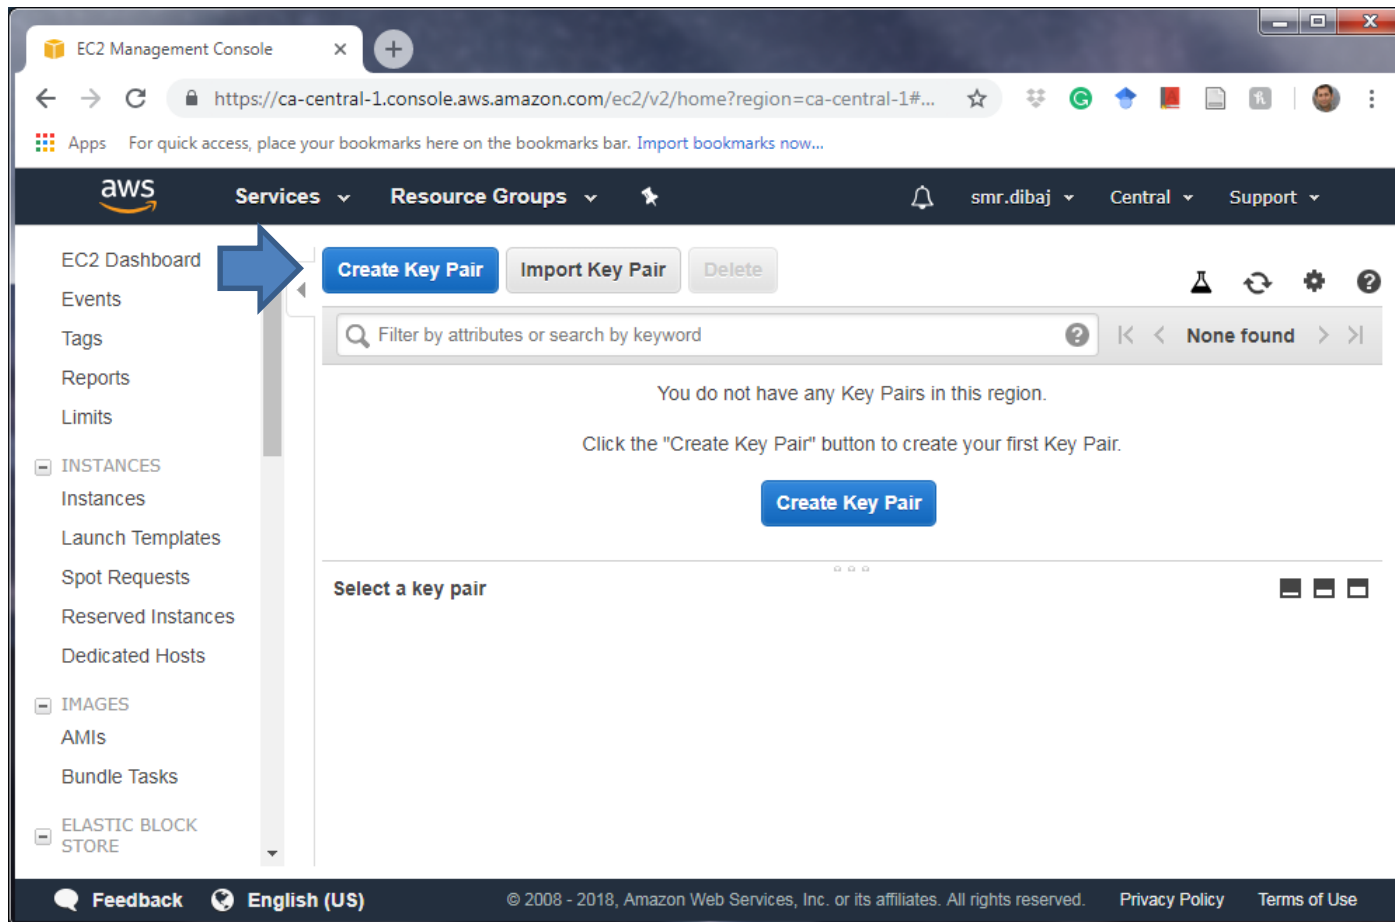 EC2 Management Console
https://ca-central-1.console.aws.amazon.com/ec2/v2/home?region=ca-central-1#...
Apps For quick access, place your bookmarks here on the bookmarks bar. Import bookmarks now...
aws Services Resource Groups smr.dibaj Central Support
EC2 Dashboard
Events
Tags
Reports
Limits
INSTANCES
Instances
Launch Templates
Spot Requests
Reserved Instances
Dedicated Hosts
IMAGES
AMIs
Bundle Tasks
ELASTIC BLOCK
STORE
Create Key Pair Import Key Pair Delete
Filter by attributes or search by keyword None found
You do not have any Key Pairs in this region.
Click the "Create Key Pair" button to create your first Key Pair.
Create Key Pair
Select a key pair
Feedback English (US) © 2008 - 2018, Amazon Web Services, Inc. or its affiliates. All rights reserved. Privacy Policy Terms of Use